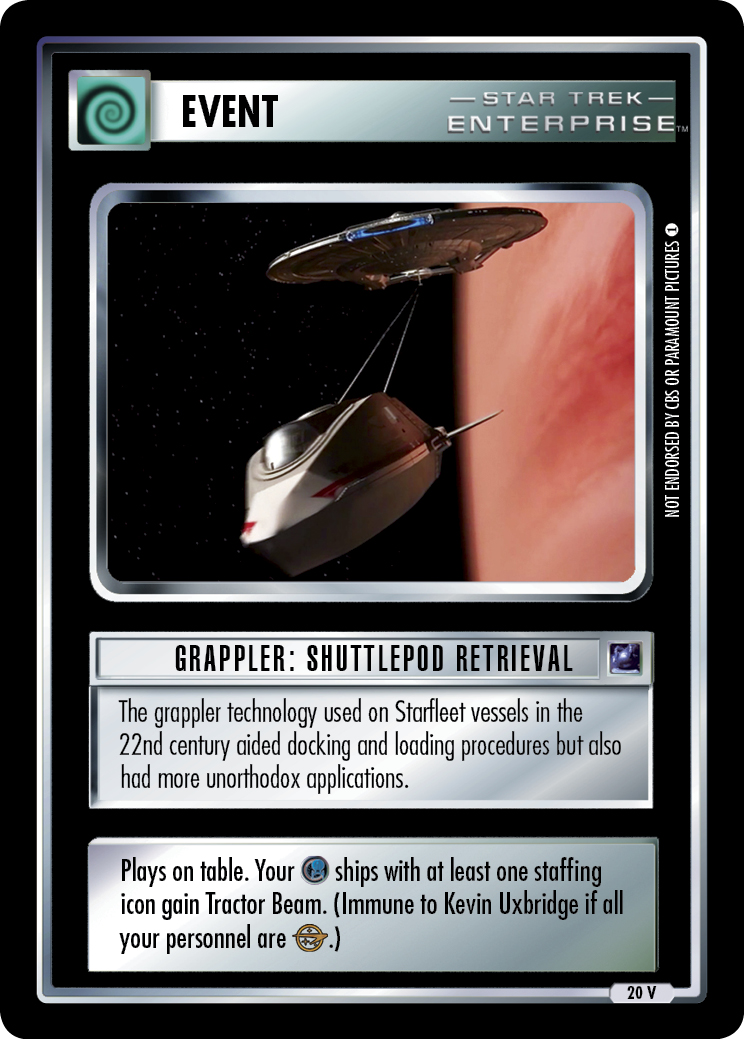 EVENT
— STAR TREK —
ENTERPRISE™
NOT ENDORSED BY CBS OR PARAMOUNT PICTURES 1
GRAPPLER: SHUTTLEPOD RETRIEVAL
The grappler technology used on Starfleet vessels in the
22nd century aided docking and loading procedures but also
had more unorthodox applications.
Plays on table. Your ships with at least one staffing
icon gain Tractor Beam. (Immune to Kevin Uxbridge if all
your personnel are .)
20 V